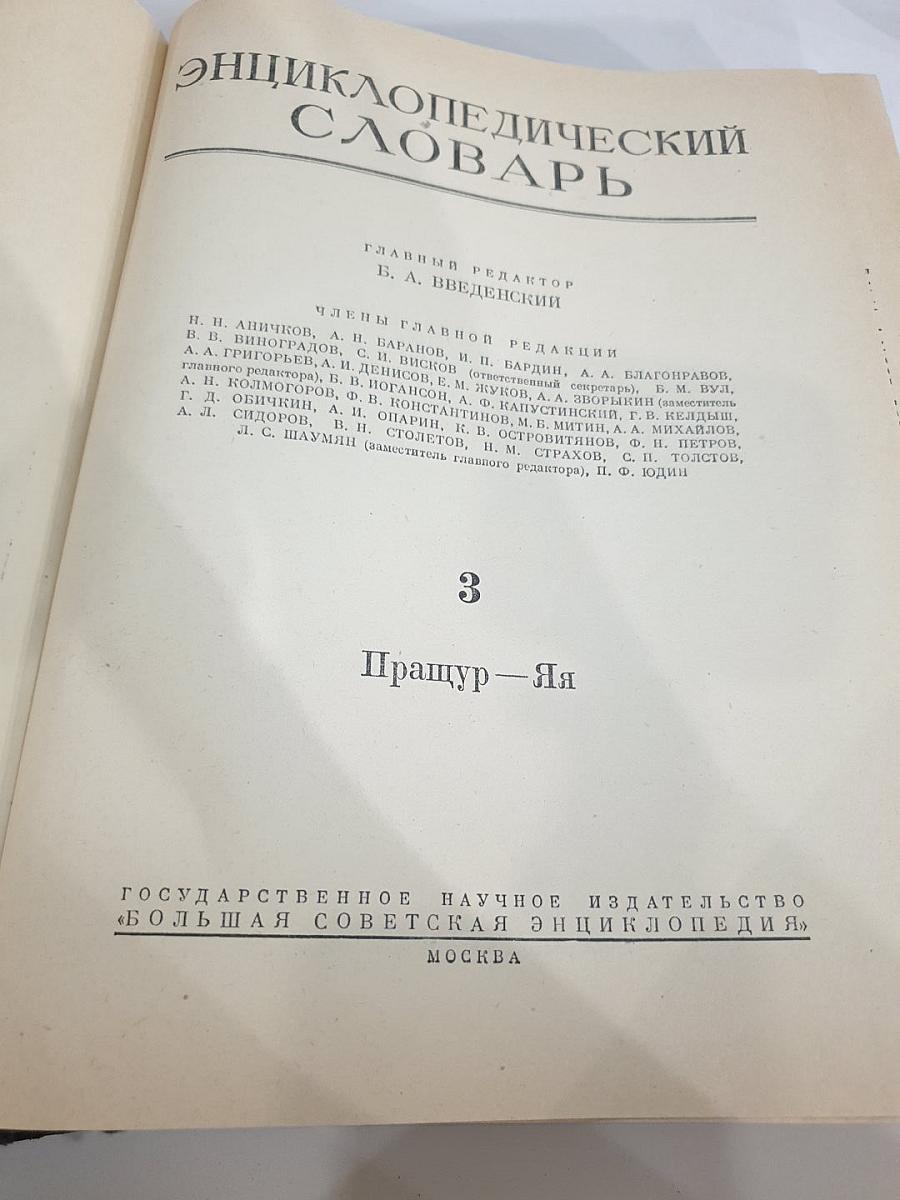 ЭНЦИКЛОПЕДИЧЕСКИЙ
СЛОВАРЬ
ГЛАВНЫЙ РЕДАКТОР
Б. А. ВВЕДЕНСКИЙ
ЧЛЕНЫ ГЛАВНОЙ РЕДАКЦИИ
Н. Н. АНИЧКОВ, А. Н. БАРАНОВ, И. П. БАРДИН, А. А. БЛАГОНРАВОВ,
В. В. ВИНОГРАДОВ, С. И. ВИСКОВ (ответственный секретарь), Б. М. ВУЛ,
А. А. ГРИГОРЬЕВ, А. И. ДЕНИСОВ, Е. М. ЖУКОВ, А. А. ЗВОРЫКИН (заместитель
главного редактора), Б. В. ИОГАНСОН, А. Ф. КАПУСТИНСКИЙ, Г. В. КЕЛДЫШ,
А. Н. КОЛМОГОРОВ, Ф. В. КОНСТАНТИНОВ, М. Б. МИТИН, А. А. МИХАЙЛОВ,
Г. Д. ОБИЧКИН, А. И. ОПАРИН, К. В. ОСТРОВИТЯНОВ, Ф. Н. ПЕТРОВ,
А. Л. СИДОРОВ, В. Н. СТОЛЕТОВ, Н. М. СТРАХОВ, С. П. ТОЛСТОВ,
Л. С. ШАУМЯН (заместитель главного редактора), П. Ф. ЮДИН
3
Пращур — Яя
ГОСУДАРСТВЕННОЕ НАУЧНОЕ ИЗДАТЕЛЬСТВО
«БОЛЬШАЯ СОВЕТСКАЯ ЭНЦИКЛОПЕДИЯ»
МОСКВА